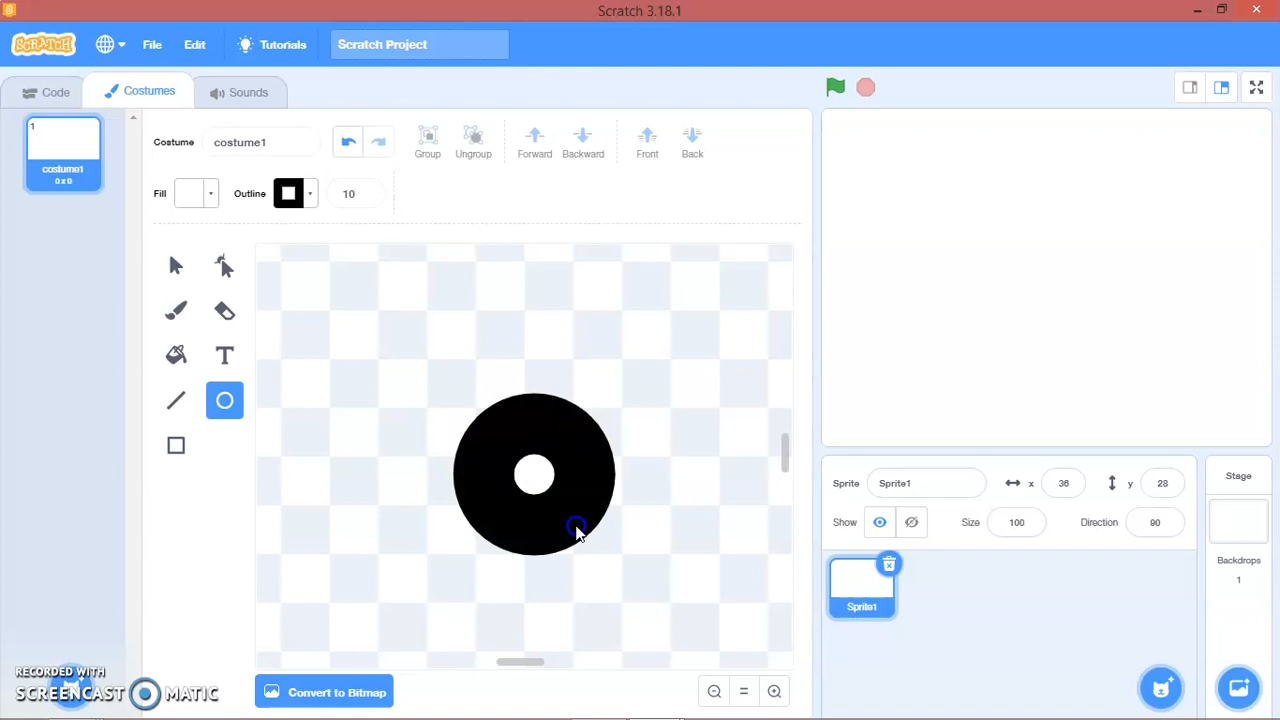 Scratch 3.18.1
SCRATCH File Edit Tutorials Scratch Project
Code Costumes Sounds
1
costume1
0 x 0
Costume costume1 Group Ungroup Forward Backward Front Back
Fill Outline 10
T
Convert to Bitmap
Sprite Sprite1 x 36 y 28
Show Size 100 Direction 90
Sprite1
Stage
Backdrops
1
RECORDED WITH
SCREENCAST MATIC